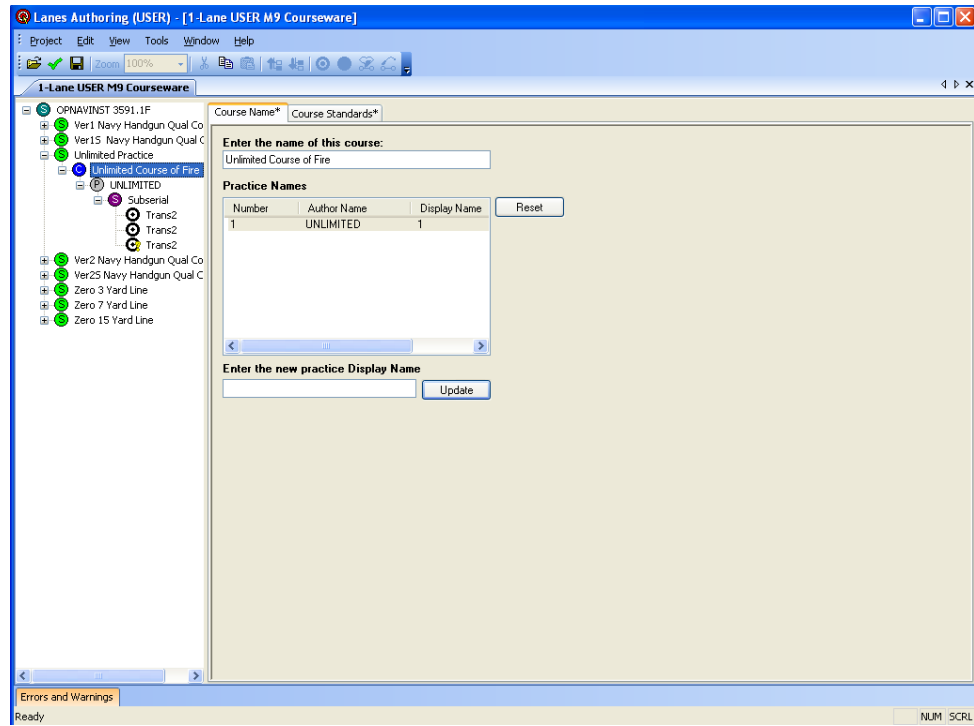 Lanes Authoring (USER) - [1-Lane USER M9 Courseware]
Project Edit View Tools Window Help
Zoom 100%
1-Lane USER M9 Courseware
OPNAVINST 3591.1F
Ver1 Navy Handgun Qual Co
Ver1S Navy Handgun Qual C
Unlimited Practice
C Unlimited Course of Fire
P UNLIMITED
S Subserial
Trans2
Trans2
Trans2
Ver2 Navy Handgun Qual Co
Ver2S Navy Handgun Qual C
Zero 3 Yard Line
Zero 7 Yard Line
Zero 15 Yard Line
Course Name* Course Standards*
Enter the name of this course:
Unlimited Course of Fire
Practice Names
Number Author Name Display Name
1 UNLIMITED 1
Reset
Enter the new practice Display Name
Update
Errors and Warnings
Ready NUM SCRL